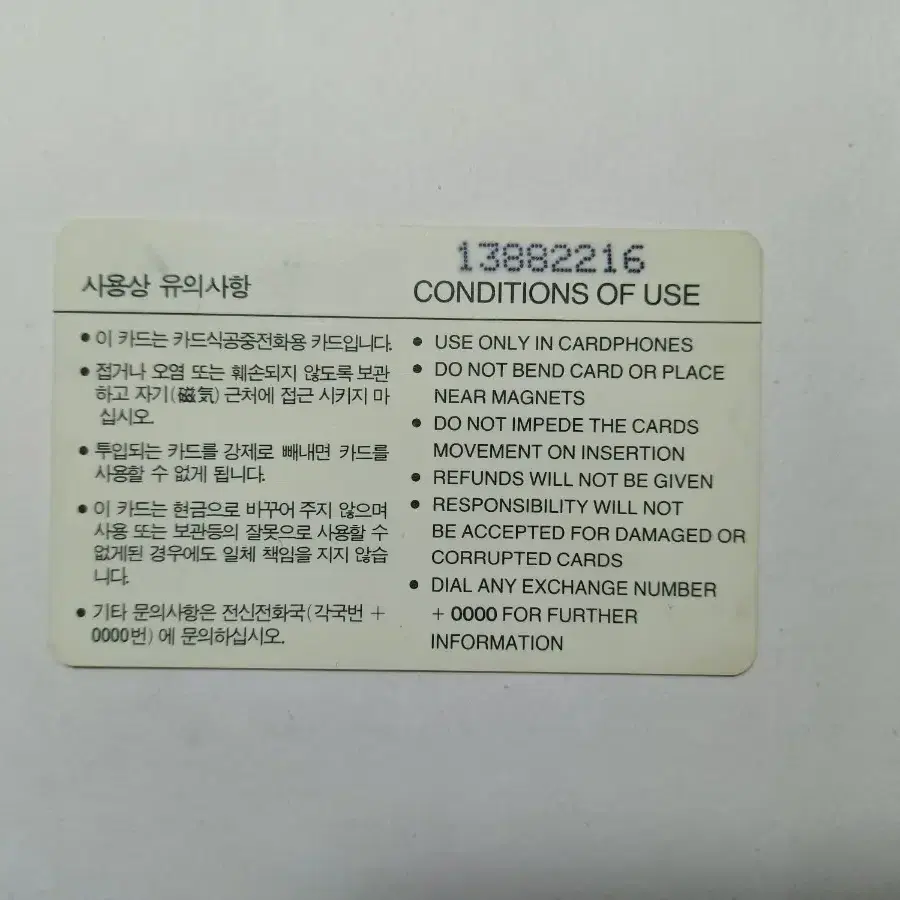 13882216
사용상 유의사항
● 이 카드는 카드식공중전화용 카드입니다.
● 접거나 오염 또는 훼손되지 않도록 보관
하고 자기(磁気) 근처에 접근 시키지 마
십시오.
● 투입되는 카드를 강제로 빼내면 카드를
사용할 수 없게 됩니다.
● 이 카드는 현금으로 바꾸어 주지 않으며
사용 또는 보관등의 잘못으로 사용할 수
없게된 경우에도 일체 책임을 지지 않습
니다.
● 기타 문의사항은 전신전화국(각국번 +
0000번) 에 문의하십시오.
CONDITIONS OF USE
● USE ONLY IN CARDPHONES
● DO NOT BEND CARD OR PLACE
NEAR MAGNETS
● DO NOT IMPEDE THE CARDS
MOVEMENT ON INSERTION
● REFUNDS WILL NOT BE GIVEN
● RESPONSIBILITY WILL NOT
BE ACCEPTED FOR DAMAGED OR
CORRUPTED CARDS
● DIAL ANY EXCHANGE NUMBER
+ 0000 FOR FURTHER
INFORMATION